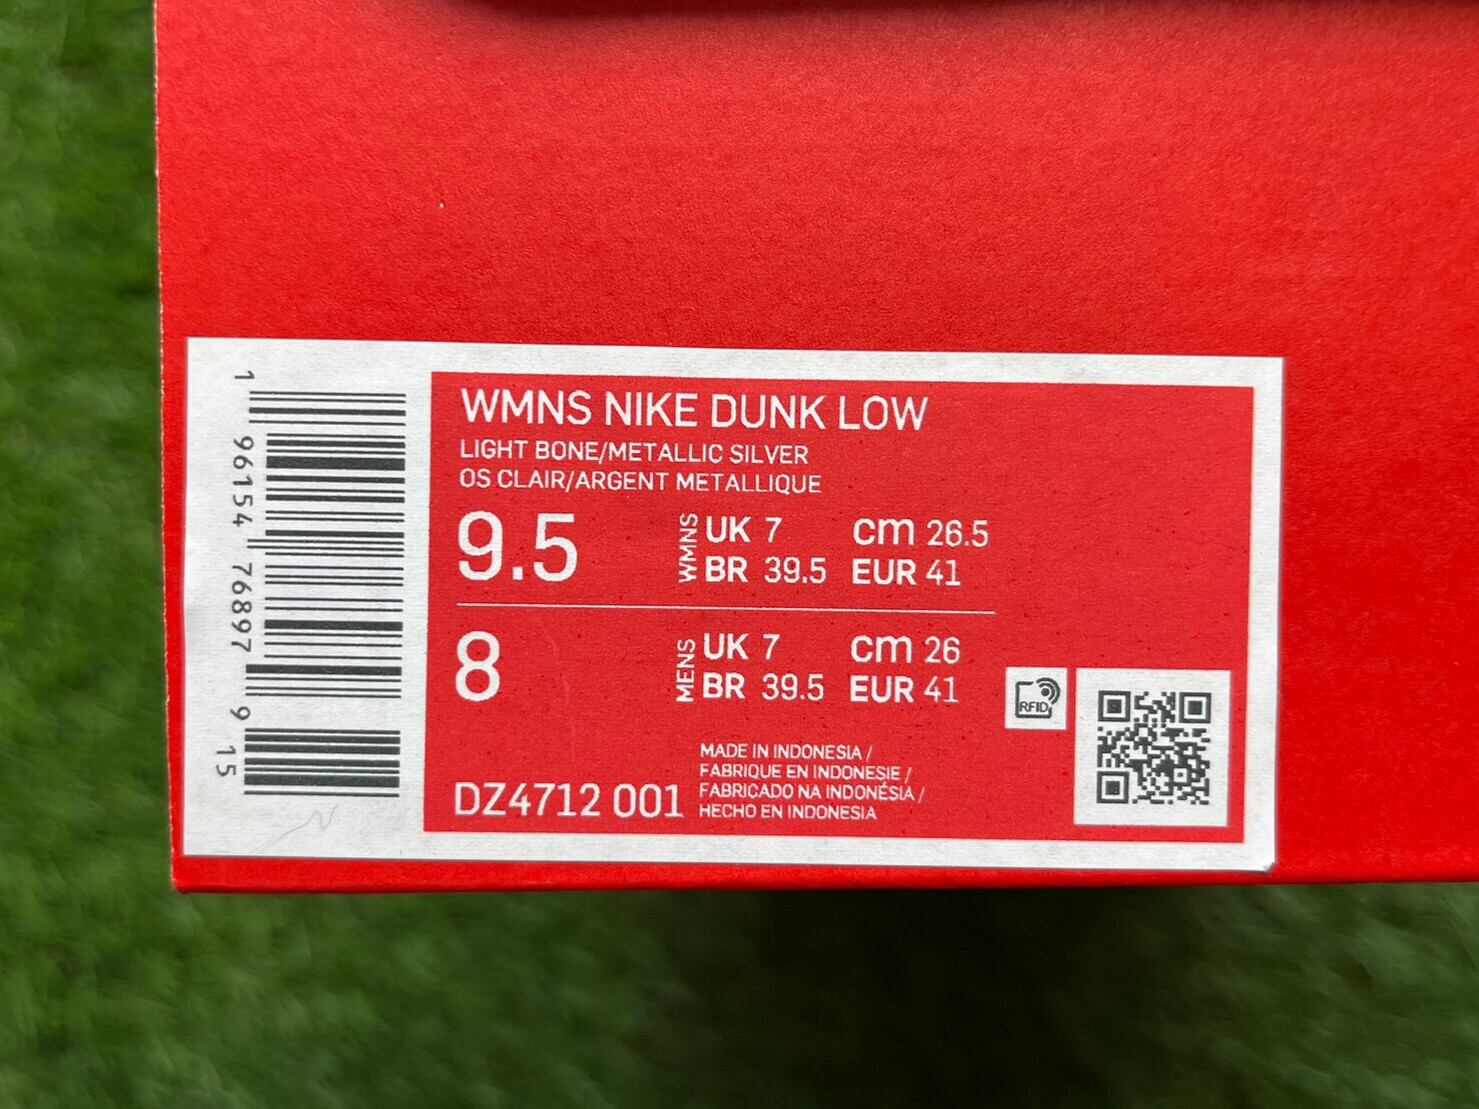 1 96154 76897 9 15
WMNS NIKE DUNK LOW
LIGHT BONE/METALLIC SILVER
OS CLAIR/ARGENT METALLIQUE
9.5 WMNS UK 7 cm 26.5
BR 39.5 EUR 41
8 MENS UK 7 cm 26
BR 39.5 EUR 41
RFID
MADE IN INDONESIA /
FABRIQUE EN INDONESIE /
FABRICADO NA INDONÉSIA /
HECHO EN INDONESIA
DZ4712 001